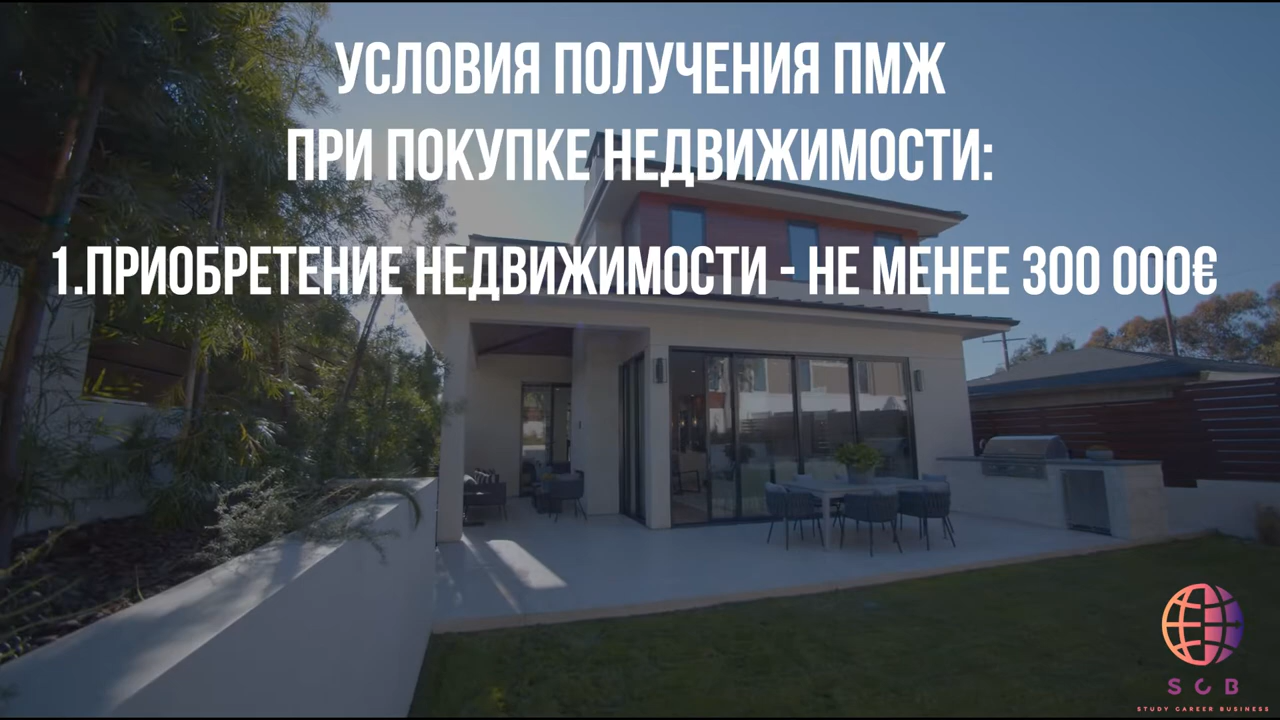 УСЛОВИЯ ПОЛУЧЕНИЯ ПМЖ
ПРИ ПОКУПКЕ НЕДВИЖИМОСТИ:
1.ПРИОБРЕТЕНИЕ НЕДВИЖИМОСТИ - НЕ МЕНЕЕ 300 000€
SCB
STUDY CAREER BUSINESS